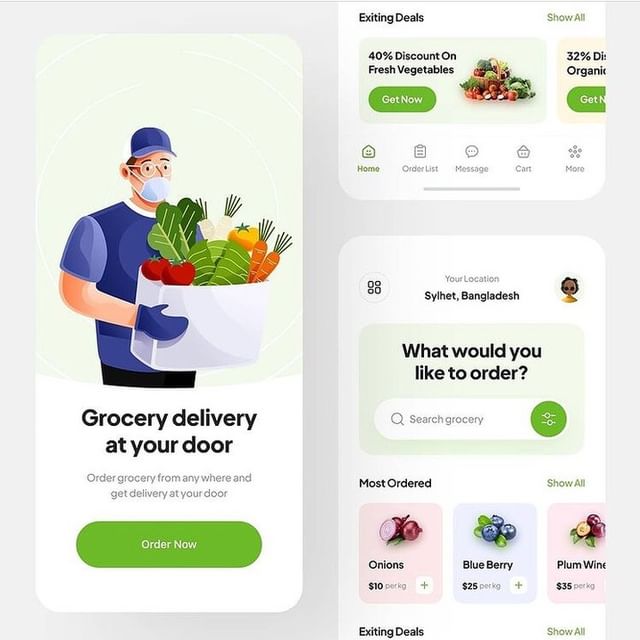 Grocery delivery
at your door
Order grocery from any where and
get delivery at your door
Order Now
Exiting Deals
Show All
40% Discount On
Fresh Vegetables
Get Now
32% Dis
Organic
Get N
Home
Order List
Message
Cart
More
Your Location
Sylhet, Bangladesh
What would you
like to order?
Search grocery
Most Ordered
Show All
Onions
$10 per kg +
Blue Berry
$25 per kg +
Plum Wine
$35 per kg
Exiting Deals
Show All